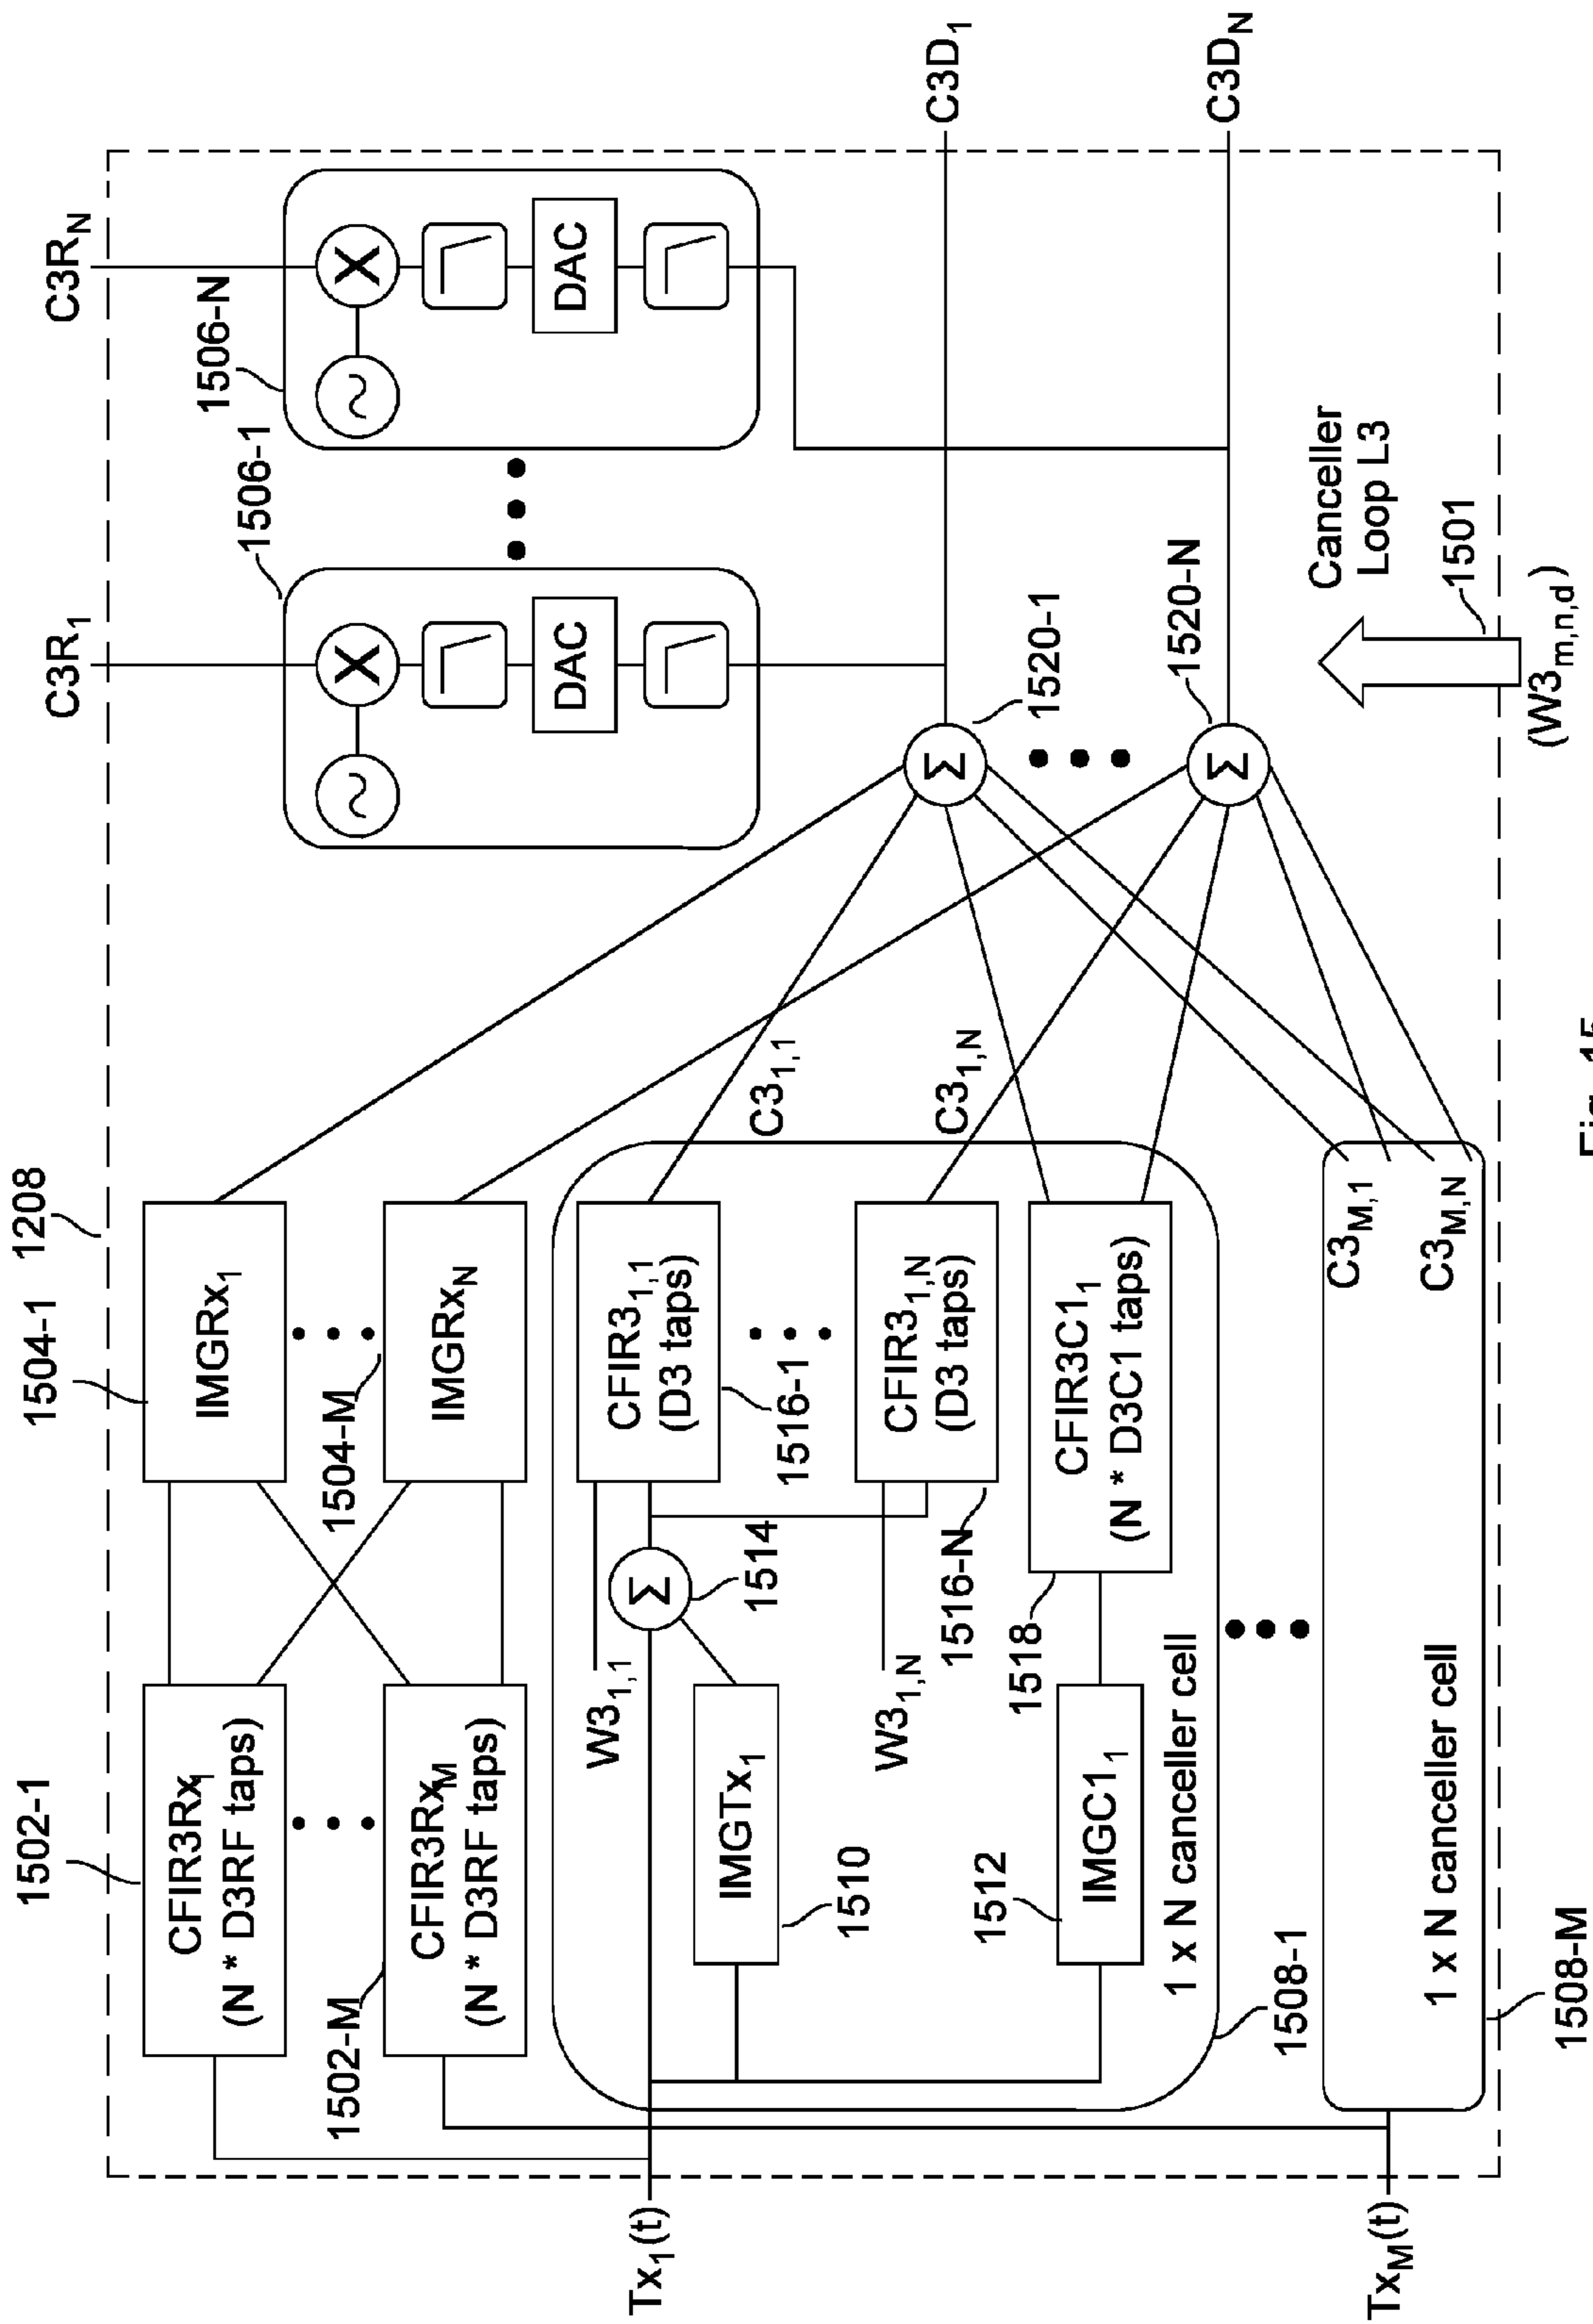 1208
C3R1
C3RN
1502-1
1504-1
1506-1
1506-N
CFIR3Rx1
(N * D3RF taps)
IMGRx1
X
DAC
X
DAC
1502-M
1504-M
CFIR3RxM
(N * D3RF taps)
IMGRxN
Tx1(t)
W31,1
Σ
1514
CFIR31,1
(D3 taps)
C31,1
IMGTx1
1510
1516-1
W31,N
CFIR31,N
(D3 taps)
C31,N
1516-N
1512
IMGC11
1518
CFIR3C11
(N * D3C1 taps)
1 x N canceller cell
1508-1
Σ
1520-1
C3D1
Σ
1520-N
C3DN
TxM(t)
C3M,1
C3M,N
1 x N canceller cell
1508-M
Canceller
Loop L3
1501
(W3m,n,d)